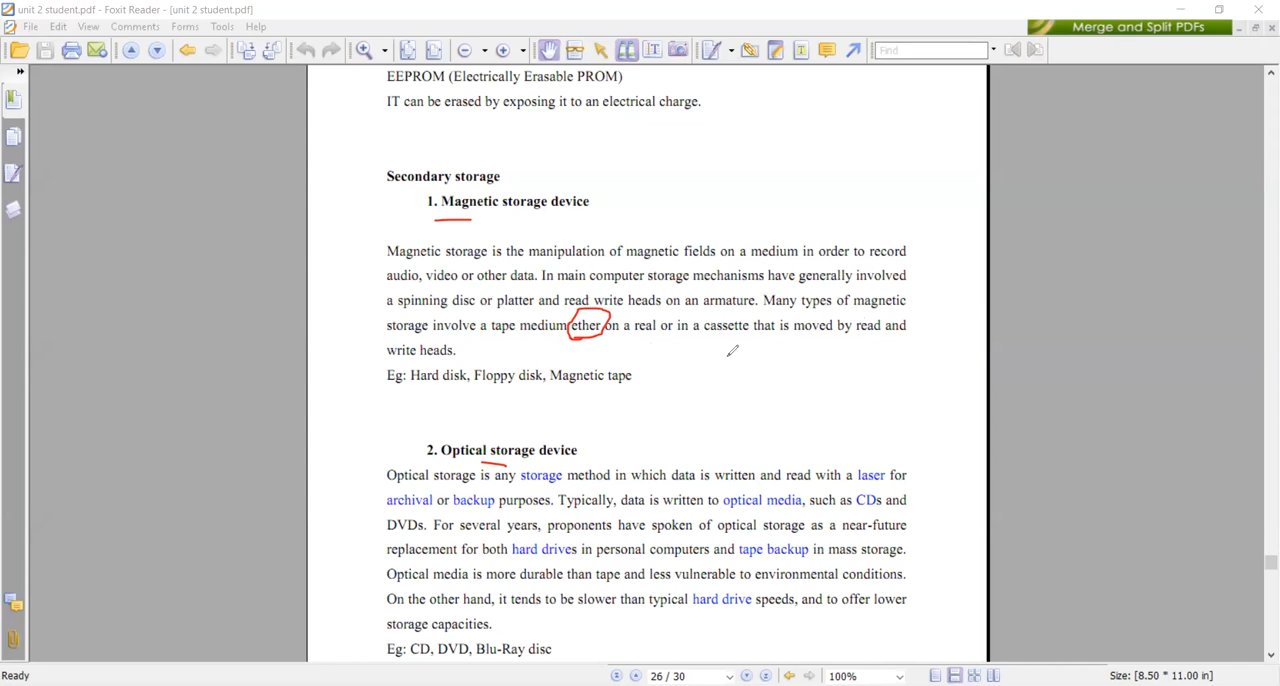 unit 2 student.pdf - Foxit Reader - [unit 2 student.pdf]
File Edit View Comments Forms Tools Help
Merge and Split PDFs
Find
EEPROM (Electrically Erasable PROM)
IT can be erased by exposing it to an electrical charge.
Secondary storage
1. Magnetic storage device
Magnetic storage is the manipulation of magnetic fields on a medium in order to record
audio, video or other data. In main computer storage mechanisms have generally involved
a spinning disc or platter and read write heads on an armature. Many types of magnetic
storage involve a tape medium ether on a real or in a cassette that is moved by read and
write heads.
Eg: Hard disk, Floppy disk, Magnetic tape
2. Optical storage device
Optical storage is any storage method in which data is written and read with a laser for
archival or backup purposes. Typically, data is written to optical media, such as CDs and
DVDs. For several years, proponents have spoken of optical storage as a near-future
replacement for both hard drives in personal computers and tape backup in mass storage.
Optical media is more durable than tape and less vulnerable to environmental conditions.
On the other hand, it tends to be slower than typical hard drive speeds, and to offer lower
storage capacities.
Eg: CD, DVD, Blu-Ray disc
Ready 26 / 30 100% Size: [8.50 * 11.00 in]